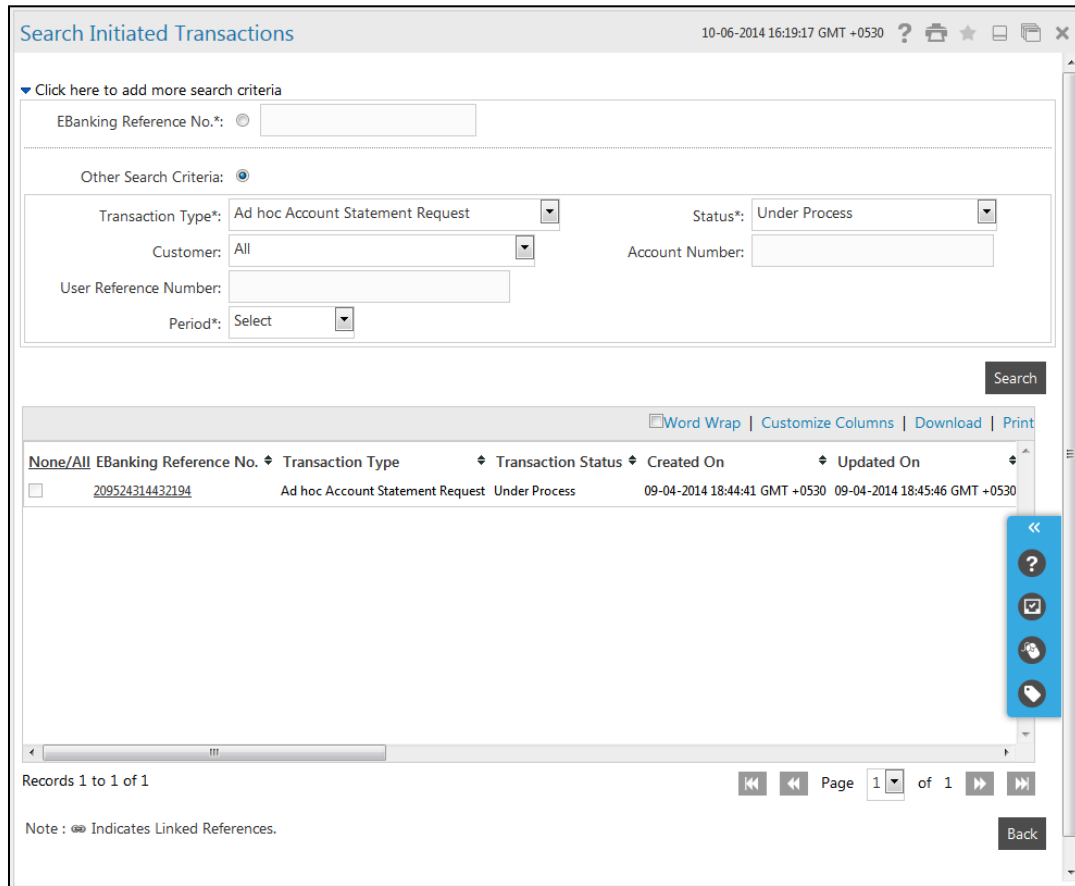 Search Initiated Transactions 10-06-2014 16:19:17 GMT +0530 ?
Click here to add more search criteria
EBanking Reference No.*:
Other Search Criteria:
Transaction Type*: Ad hoc Account Statement Request Status*: Under Process
Customer: All Account Number:
User Reference Number:
Period*: Select
Search
Word Wrap | Customize Columns | Download | Print
None/All EBanking Reference No. Transaction Type Transaction Status Created On Updated On
209524314432194 Ad hoc Account Statement Request Under Process 09-04-2014 18:44:41 GMT +0530 09-04-2014 18:45:46 GMT +0530
?
Records 1 to 1 of 1 Page 1 of 1
Note : Indicates Linked References.
Back